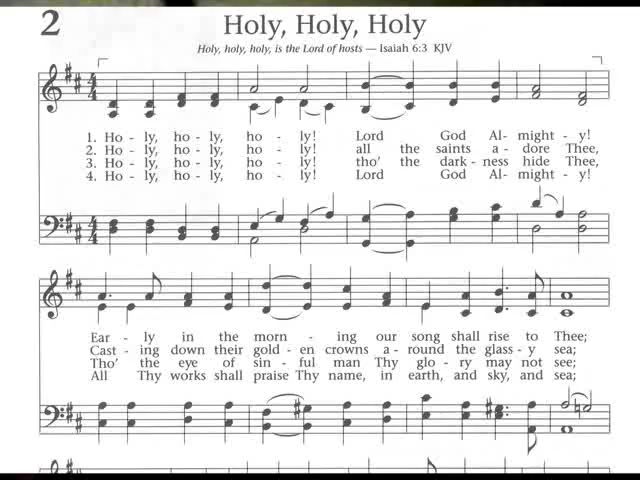 2
Holy, Holy, Holy
Holy, holy, holy, is the Lord of hosts — Isaiah 6:3 KJV
4
4
1. Ho - ly, ho - ly, ho - ly! Lord God Al- might - y!
2. Ho - ly, ho - ly, ho - ly! all the saints a - dore Thee,
3. Ho - ly, ho - ly, ho - ly! tho' the dark - ness hide Thee,
4. Ho - ly, ho - ly, ho - ly! Lord God Al- might - y!
4
4
Ear - ly in the morn - ing our song shall rise to Thee;
Cast - ing down their gold - en crowns a - round the glass - y sea;
Tho' the eye of sin - ful man Thy glo - ry may not see;
All Thy works shall praise Thy name, in earth, and sky, and sea;